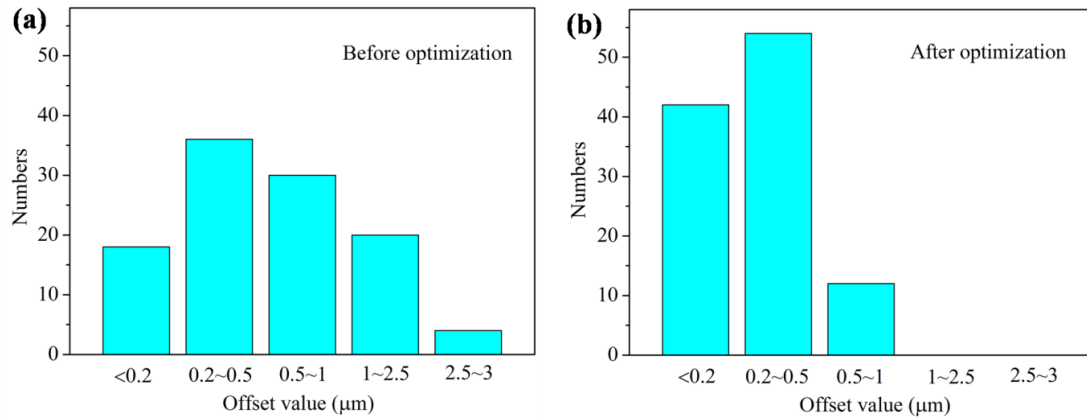 (a)
Before optimization
Numbers
50
40
30
20
10
0
<0.2 0.2~0.5 0.5~1 1~2.5 2.5~3
Offset value (μm)
(b)
After optimization
Numbers
50
40
30
20
10
0
<0.2 0.2~0.5 0.5~1 1~2.5 2.5~3
Offset value (μm)